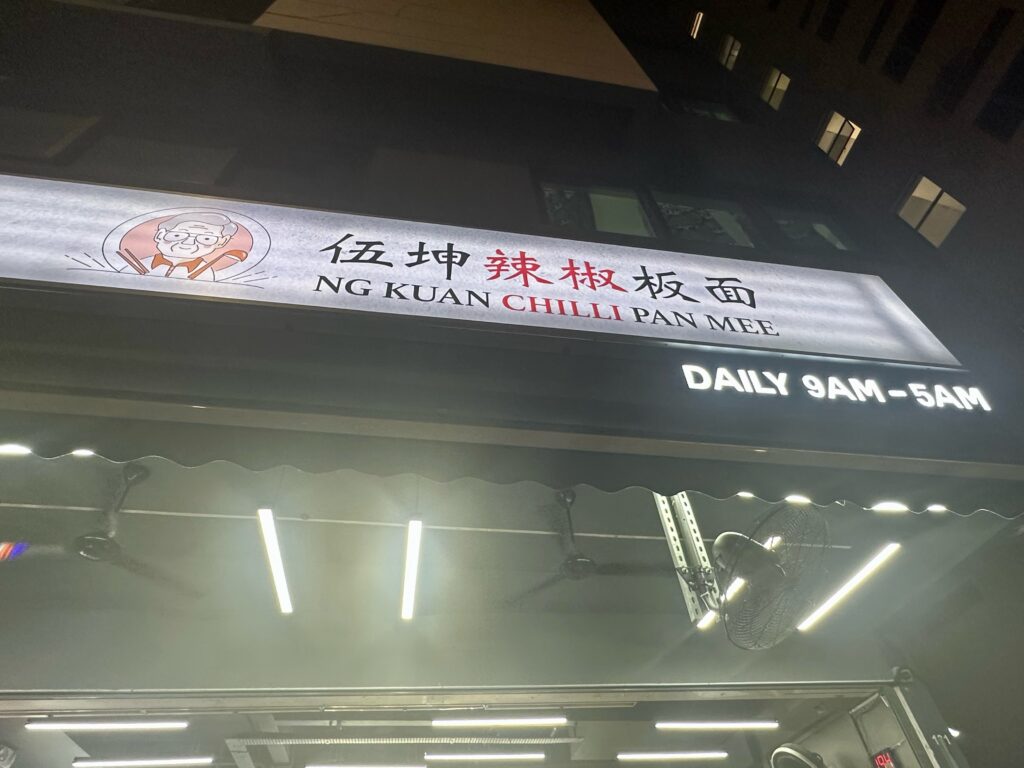 伍坤辣椒板面
NG KUAN CHILLI PAN MEE
DAILY 9AM-5AM